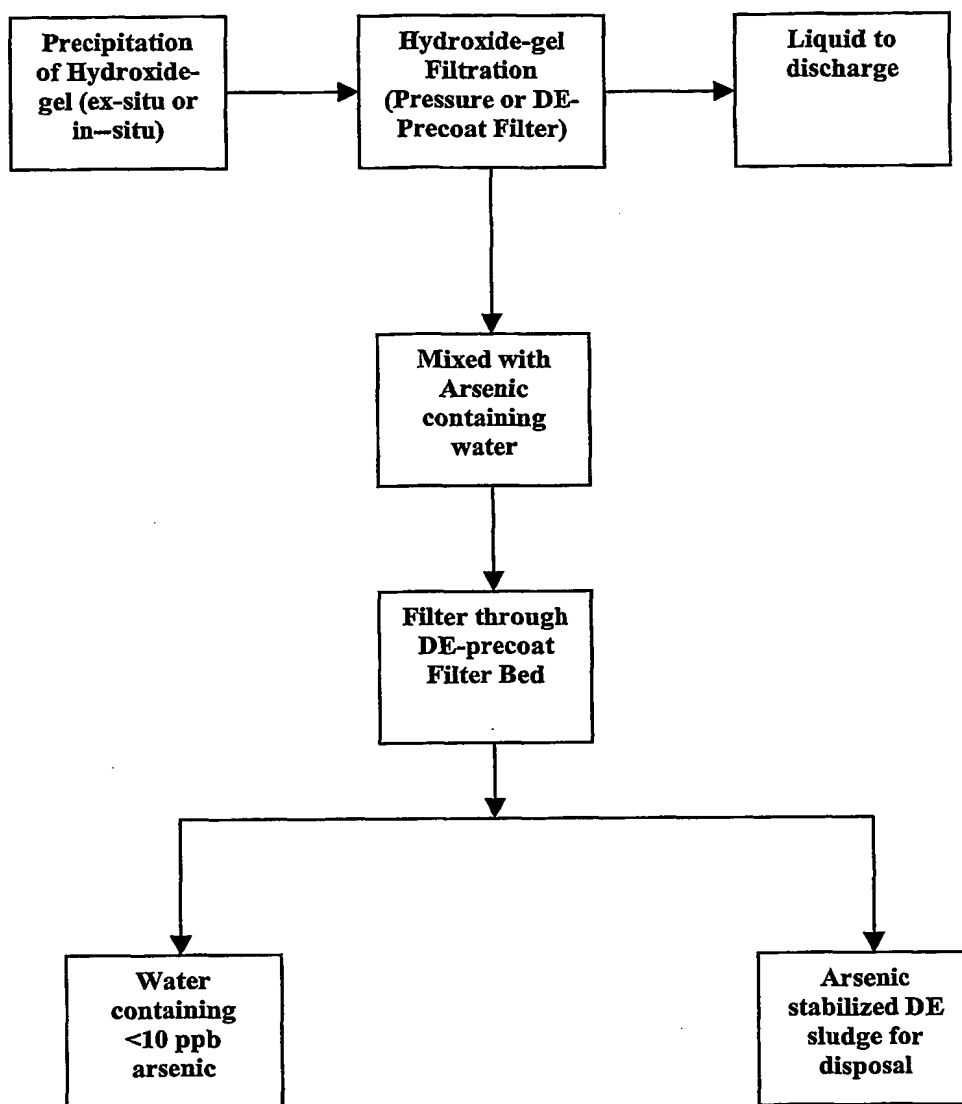 Precipitation
of Hydroxide-
gel (ex-situ or
in--situ)
Hydroxide-gel
Filtration
(Pressure or DE-
Precoat Filter)
Liquid to
discharge
Mixed with
Arsenic
containing
water
Filter through
DE-precoat
Filter Bed
Water
containing
<10 ppb
arsenic
Arsenic
stabilized DE
sludge for
disposal